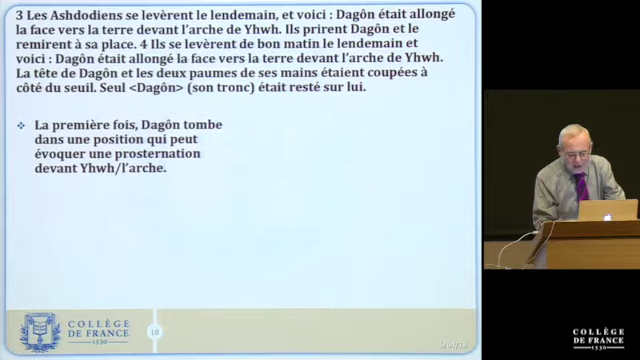 3 Les Ashdodiens se levèrent le lendemain, et voici : Dagôn était allongé
la face vers la terre devant l'arche de Yhwh. Ils prirent Dagôn et le
remirent à sa place. 4 Ils se levèrent de bon matin le lendemain et
voici : Dagôn était allongé la face vers la terre devant l'arche de Yhwh.
La tête de Dagôn et les deux paumes de ses mains étaient coupées à
côté du seuil. Seul <Dagôn> (son tronc) était resté sur lui.
❖ La première fois, Dagôn tombe
dans une position qui peut
évoquer une prosternation
devant Yhwh/l'arche.
COLLÈGE
DE FRANCE
1530
18
COLLÈGE
DE FRANCE
1530